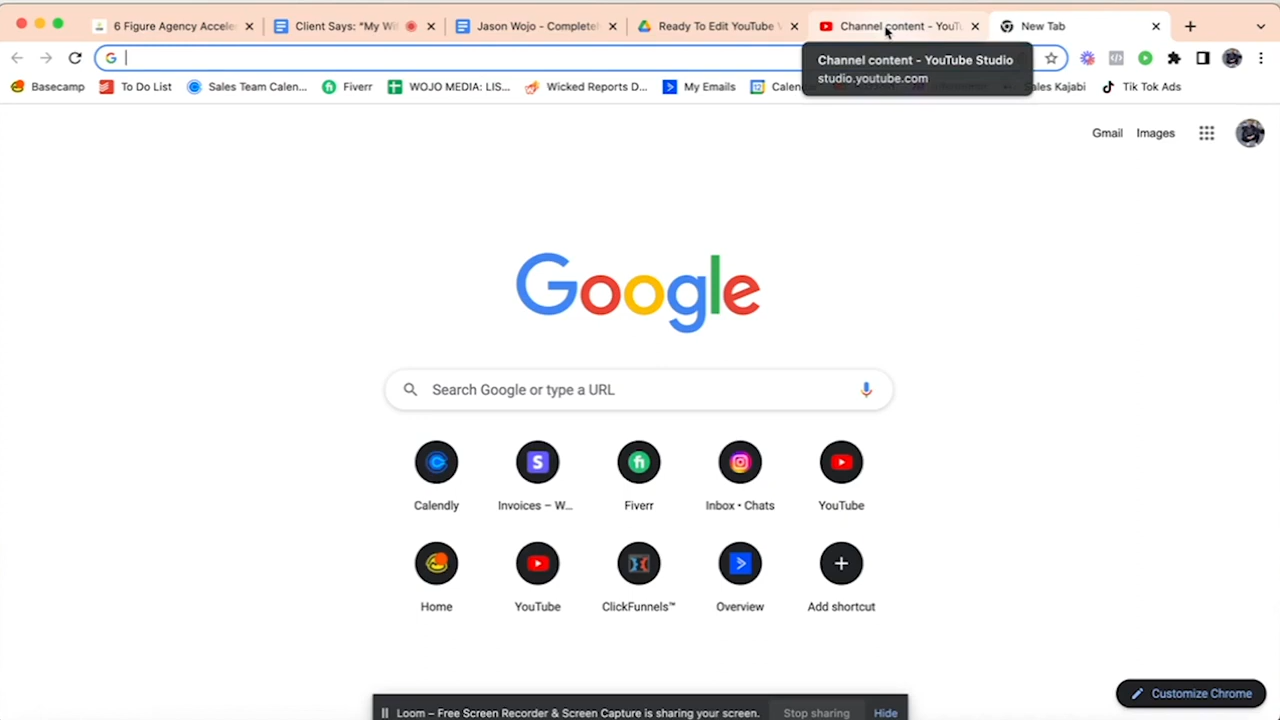 6 Figure Agency Acceler
Client Says: "My Wi
Jason Wojo - Complete
Ready To Edit YouTube V
Channel content - YouT
New Tab
Channel content - YouTube Studio
studio.youtube.com
Basecamp
To Do List
Sales Team Calen...
Fiverr
WOJO MEDIA: LIS...
Wicked Reports D...
My Emails
Calen
Sales Kajabi
Tik Tok Ads
Gmail
Images
Google
Search Google or type a URL
Calendly
Invoices – W...
Fiverr
Inbox • Chats
YouTube
Home
YouTube
ClickFunnels™
Overview
Add shortcut
Customize Chrome
Loom – Free Screen Recorder & Screen Capture is sharing your screen.
Stop sharing
Hide